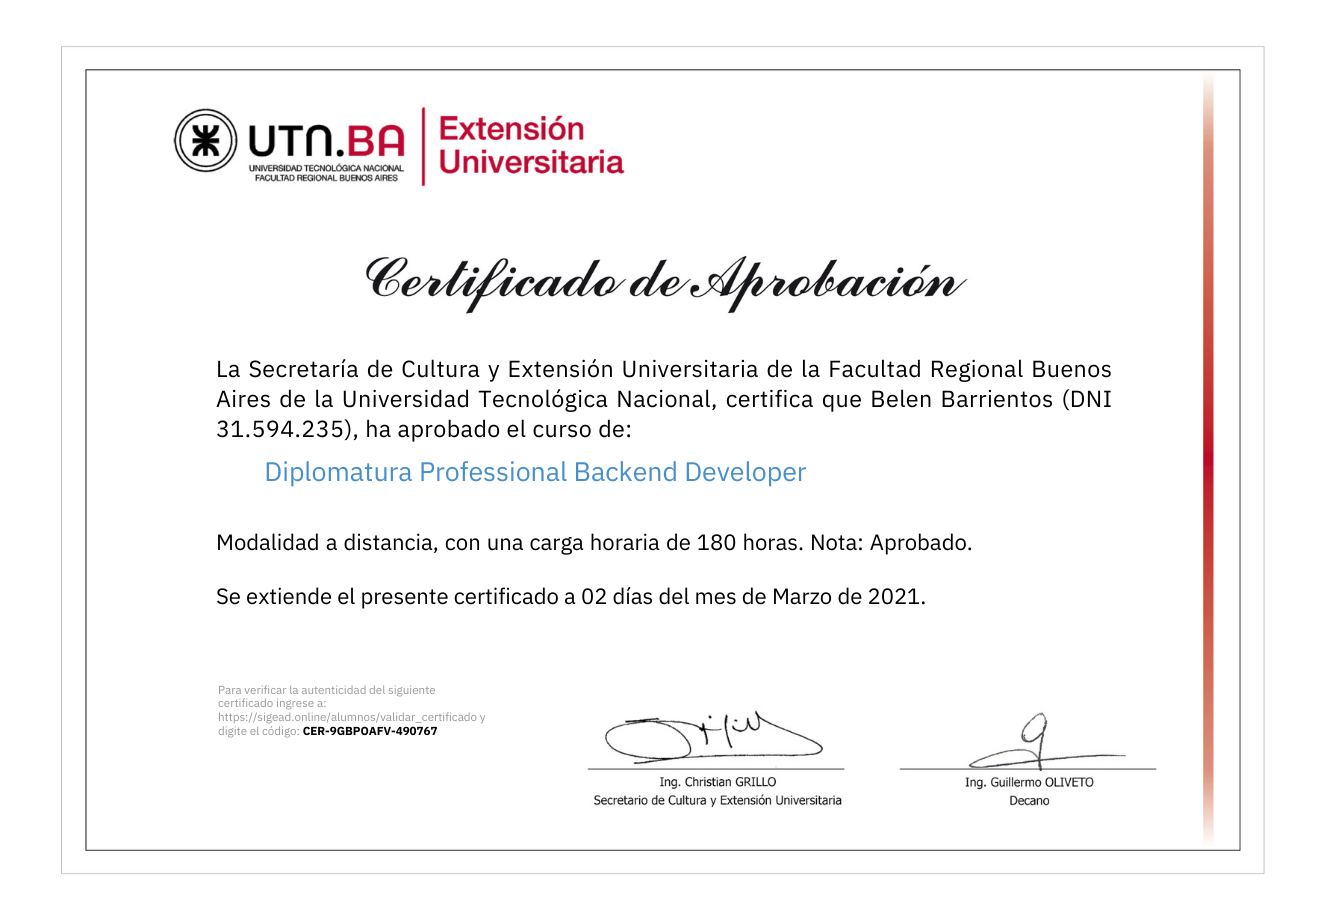 UTN.BA
UNIVERSIDAD TECNOLÓGICA NACIONAL
FACULTAD REGIONAL BUENOS AIRES
Extensión
Universitaria
Certificado de Aprobación
La Secretaría de Cultura y Extensión Universitaria de la Facultad Regional Buenos
Aires de la Universidad Tecnológica Nacional, certifica que Belen Barrientos (DNI
31.594.235), ha aprobado el curso de:
Diplomatura Professional Backend Developer
Modalidad a distancia, con una carga horaria de 180 horas. Nota: Aprobado.
Se extiende el presente certificado a 02 días del mes de Marzo de 2021.
Para verificar la autenticidad del siguiente
certificado ingrese a:
https://sigead.online/alumnos/validar_certificado y
digite el código: CER-9GBPOAFV-490767
Ing. Christian GRILLO
Secretario de Cultura y Extensión Universitaria
Ing. Guillermo OLIVETO
Decano